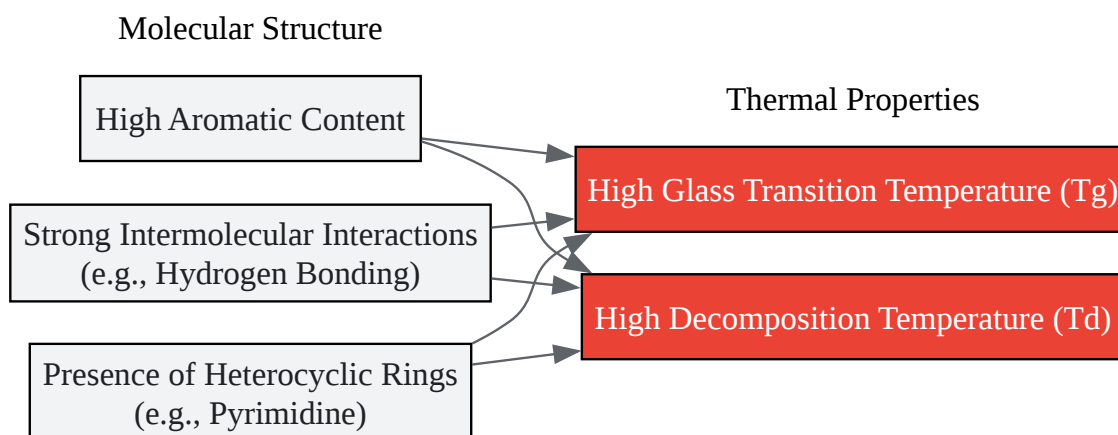 Molecular Structure
High Aromatic Content
Strong Intermolecular Interactions
(e.g., Hydrogen Bonding)
Presence of Heterocyclic Rings
(e.g., Pyrimidine)
Thermal Properties
High Glass Transition Temperature (Tg)
High Decomposition Temperature (Td)